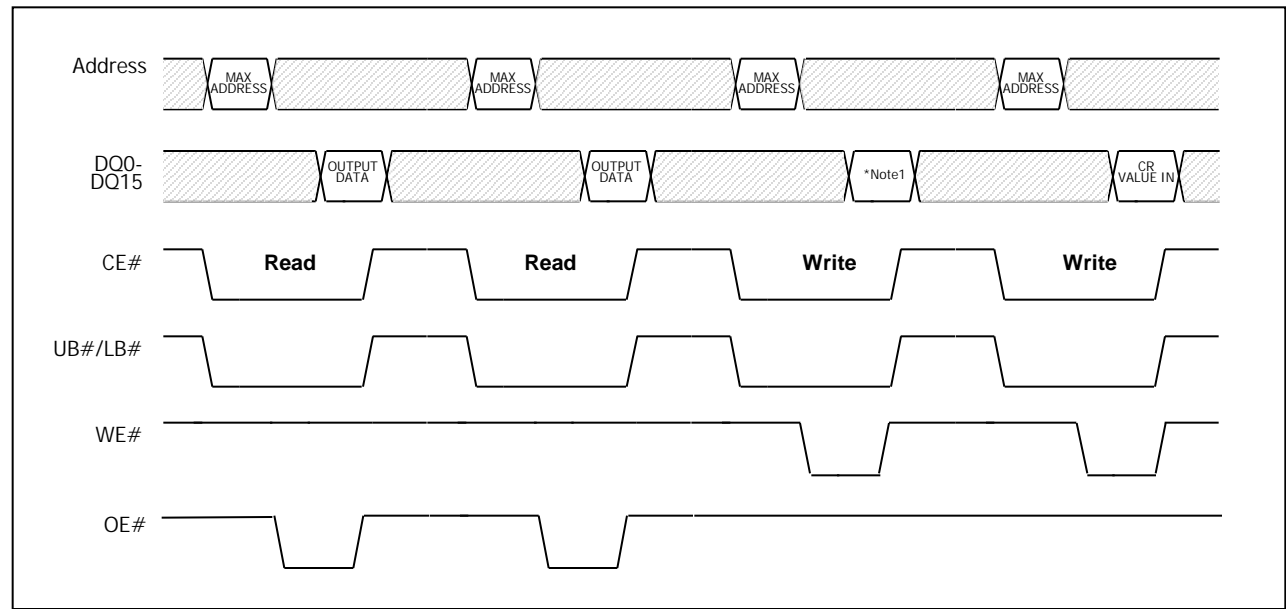 Address
MAX
ADDRESS
MAX
ADDRESS
MAX
ADDRESS
MAX
ADDRESS
DQ0-
DQ15
OUTPUT
DATA
OUTPUT
DATA
*Note1
CR
VALUE IN
CE#
Read
Read
Write
Write
UB#/LB#
WE#
OE#